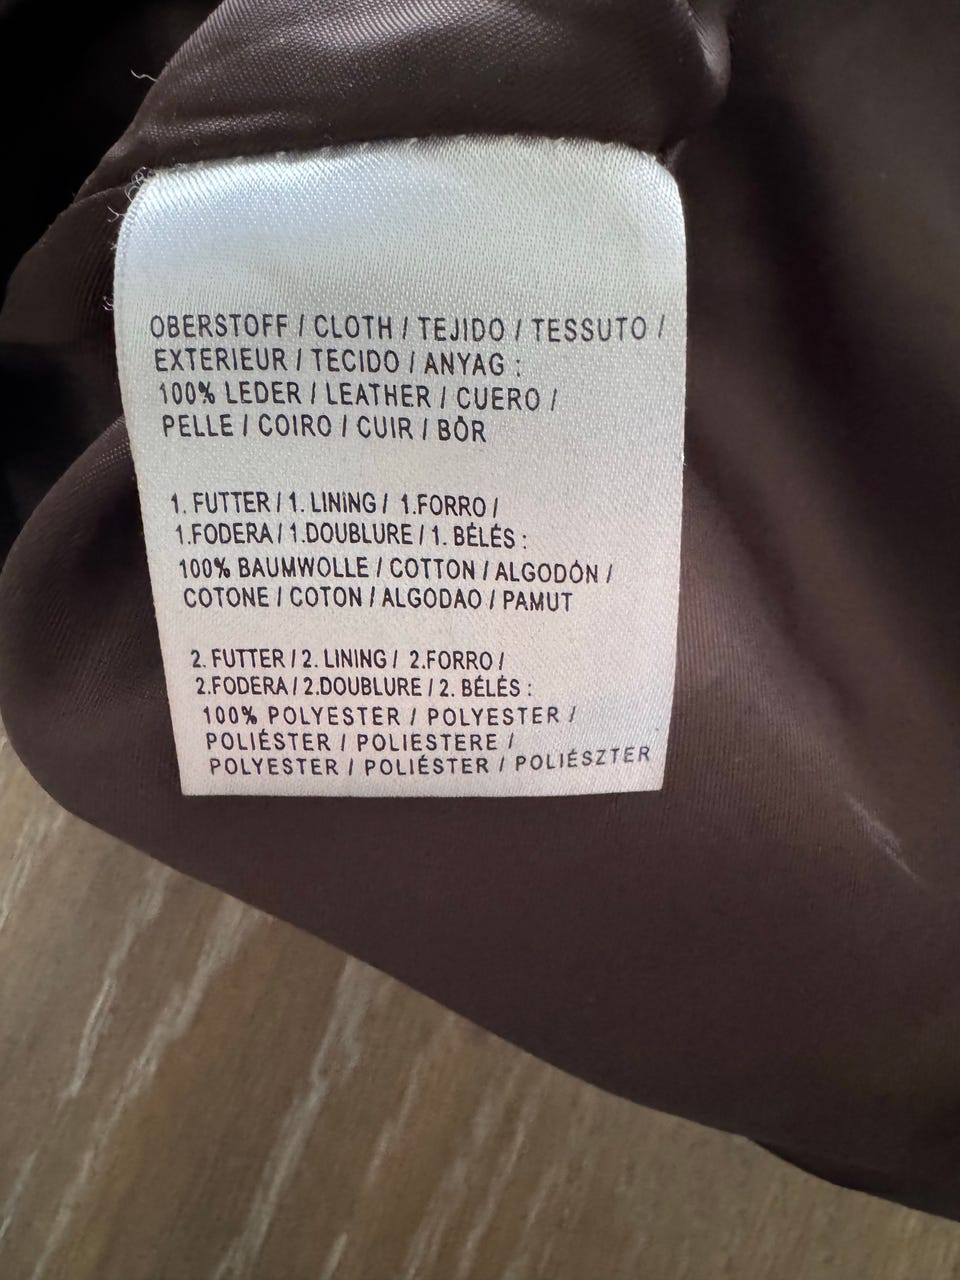 OBERSTOFF / CLOTH / TEJIDO / TESSUTO /
EXTERIEUR / TECIDO / ANYAG :
100% LEDER / LEATHER / CUERO /
PELLE / COIRO / CUIR / BÖR
1. FUTTER / 1. LINING / 1.FORRO /
1.FODERA / 1.DOUBLURE / 1. BÉLÉS :
100% BAUMWOLLE / COTTON / ALGODÓN /
COTONE / COTON / ALGODAO / PAMUT
2. FUTTER / 2. LINING / 2.FORRO /
2.FODERA / 2.DOUBLURE / 2. BÉLÉS :
100% POLYESTER / POLYESTER /
POLIÉSTER / POLIESTERE /
POLYESTER / POLIÉSTER / POLIÉSZTER